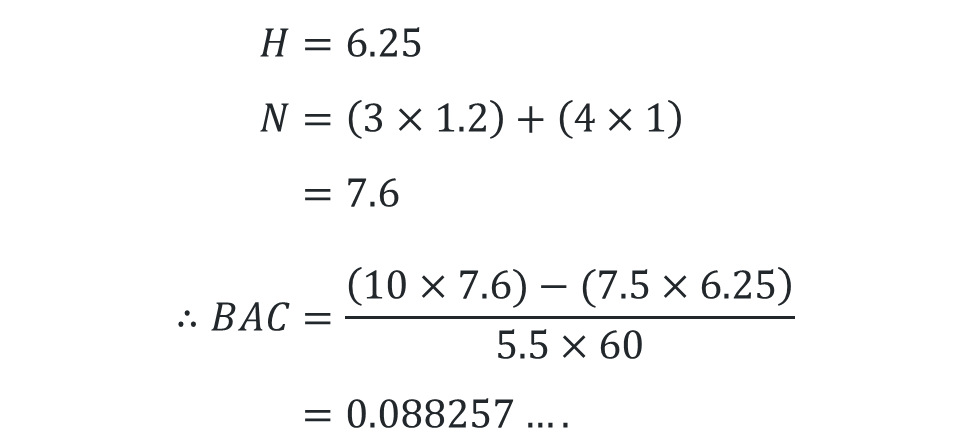 H = 6.25
N = (3 × 1.2) + (4 × 1)
= 7.6
∴ BAC = (10 × 7.6) − (7.5 × 6.25)
5.5 × 60
= 0.088257 ....